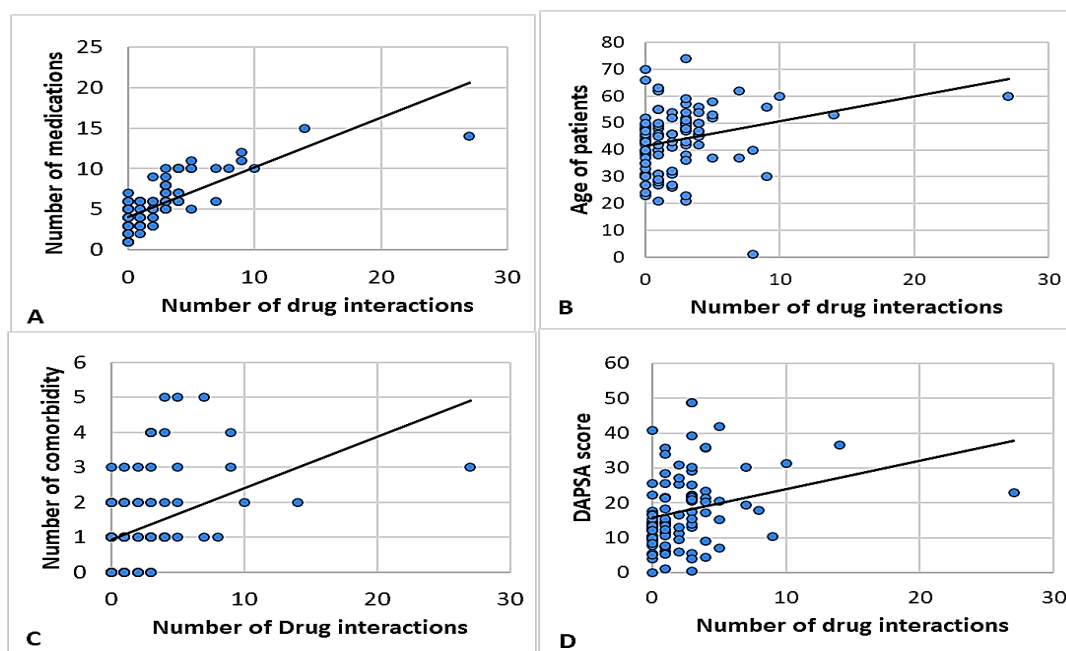 Number of medications
25
20
15
10
5
0
0 10 20 30
Number of drug interactions
A
Age of patients
80
70
60
50
40
30
20
10
0
0 10 20 30
Number of drug interactions
B
Number of comorbidity
6
5
4
3
2
1
0
0 10 20 30
Number of Drug interactions
C
DAPSA score
60
50
40
30
20
10
0
0 10 20 30
Number of drug interactions
D